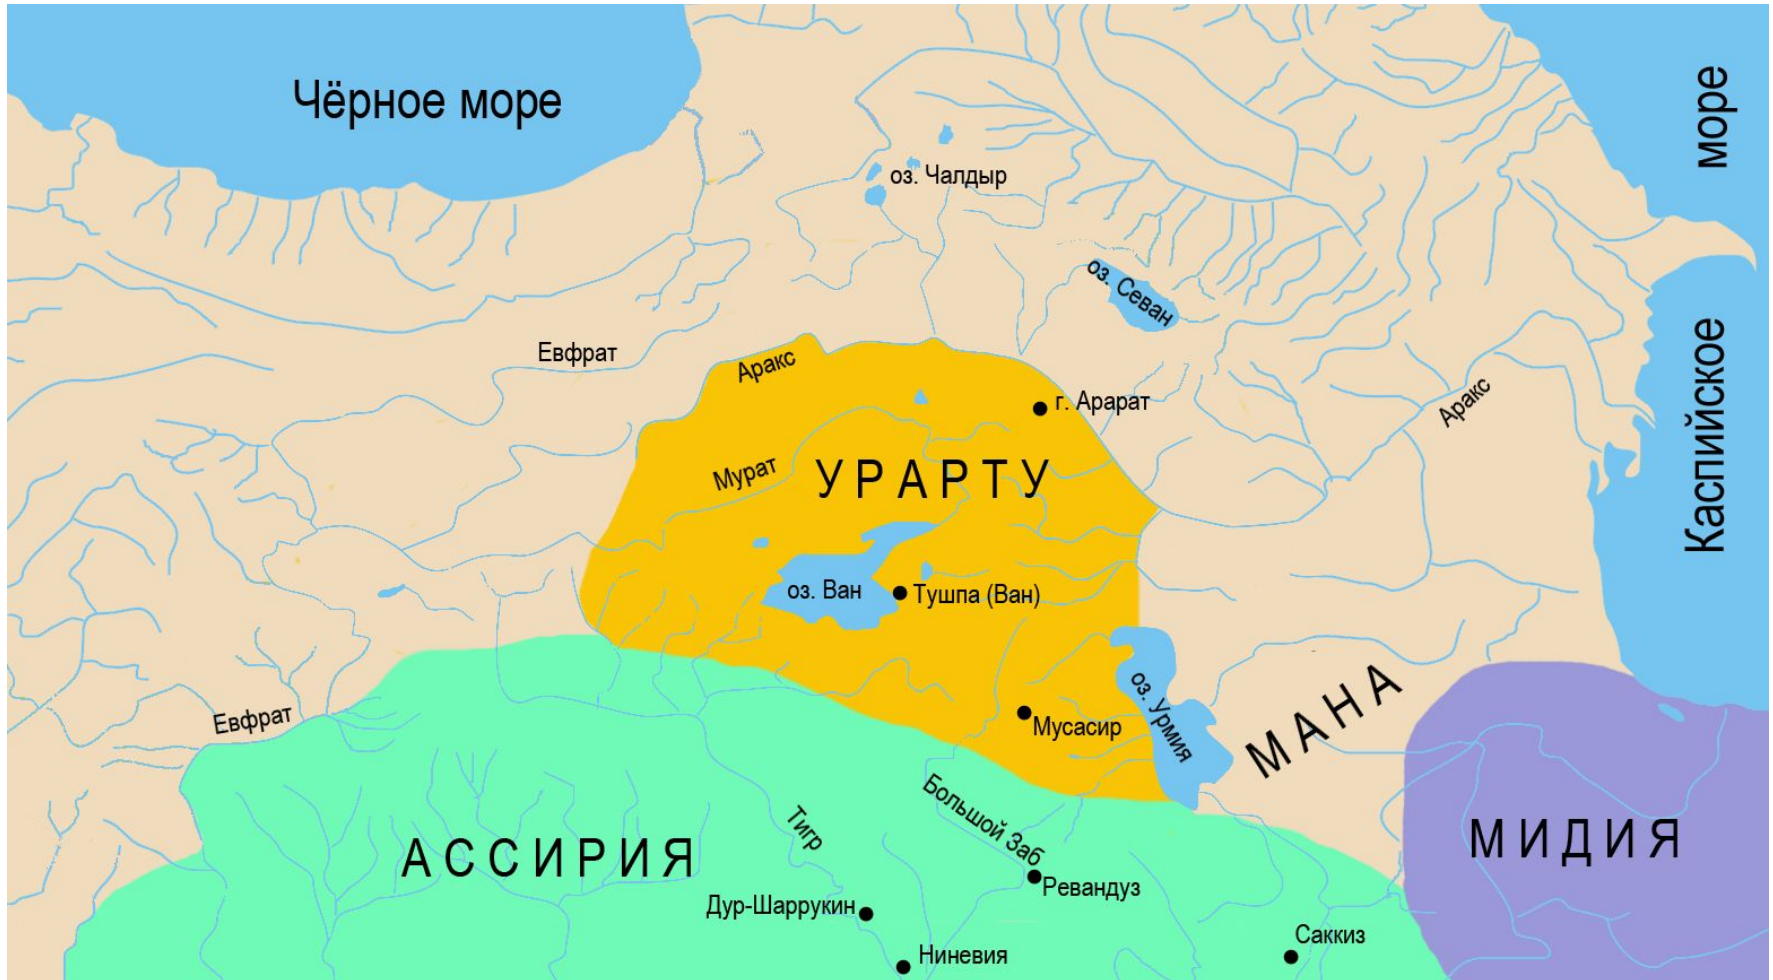 Чёрное море
море
оз. Чалдыр
оз. Севан
Евфрат
Аракс
г. Арарат
Аракс
Каспийское
Мурат
УРАРТУ
оз. Ван
Тушпа (Ван)
оз. Урмия
МАНА
Евфрат
Мусасир
Большой Заб
Тигр
АССИРИЯ
МИДИЯ
Ревандуз
Дур-Шаррукин
Ниневия
Саккиз